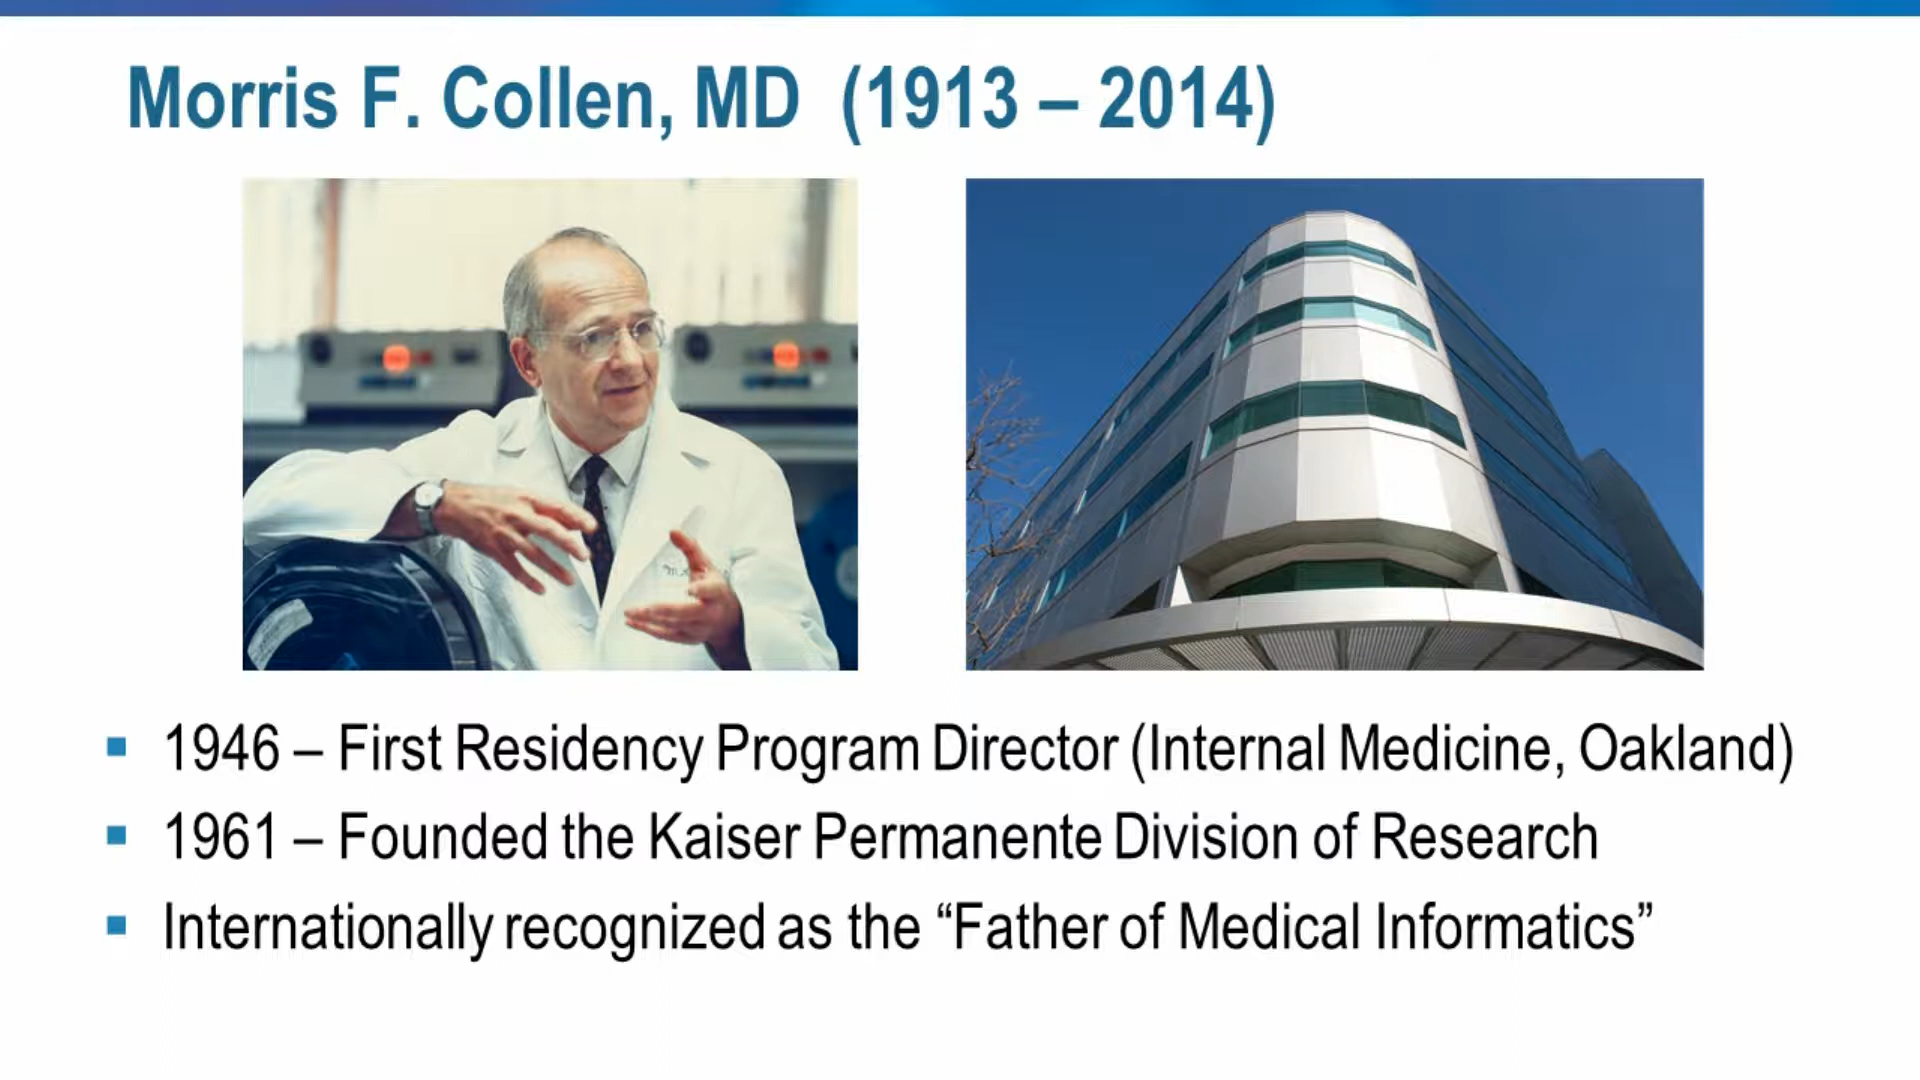 Morris F. Collen, MD (1913 – 2014)
▪ 1946 – First Residency Program Director (Internal Medicine, Oakland)
▪ 1961 – Founded the Kaiser Permanente Division of Research
▪ Internationally recognized as the “Father of Medical Informatics”